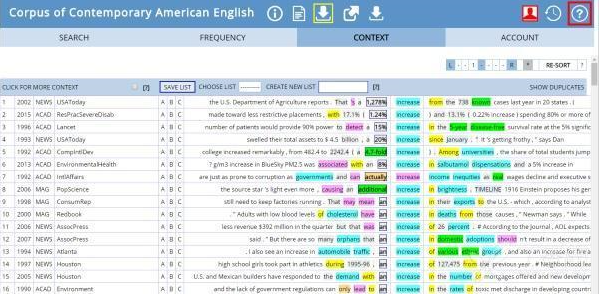 Corpus of Contemporary American English
SEARCH FREQUENCY CONTEXT ACCOUNT
L - - 1 - - - R * RE-SORT ?
CLICK FOR MORE CONTEXT [?] SAVE LIST CHOOSE LIST CREATE NEW LIST [?] SHOW DUPLICATES
1 2002 NEWS USAToday A B C the U.S. Department of Agriculture reports . That 's a 1,278% increase from the 738 known cases last year in 20 states . (
2 2015 ACAD ResPracSevereDisab A B C made toward less restrictive placements , with a 1.24% increase ) and 13.1% ( 0.22% increase ) spending 80% or more of
3 1996 ACAD Lancet A B C number of patients would provide 90% power to detect a 15% increase in the 5-year disease-free survival rate at the 5% signific
4 1993 NEWS USAToday A B C swelled their total assets to $ 4.5 billion , a 20% increase since January . " It 's getting frothy , " says Dan
5 1992 ACAD ComplntlDev A B C college increased remarkably , from 462.4 to 2242.4 ( a 4.7-fold increase ) . Among universities , the share of total students jumped
6 2013 ACAD EnvironmentalHealth A B C ? g/m3 increase in BlueSky PM2.5 was associated with an 8% increase in salbutamol dispensations and a 5% increase in
7 1992 ACAD IntlAffairs A B C are just as prone to corruption as governments and can actually increase income inequities as real wages decline and executive s
8 2006 MAG PopScience A B C the source star 's light even more , causing an additional increase in brightness , TIMELINE 1916 Einstein proposes his gen
9 1998 MAG ConsumRep A B C still need to keep factories running . That may mean an increase in their exports to the U.S. - which , according to analyst
10 2000 MAG Redbook A B C . " Adults with low blood levels of cholesterol have an increase in deaths from those causes , " Newman says . " While
11 2006 NEWS AssocPress A B C less revenue $392 million in the quarter but that was an increase of 26 percent . # According to the Journal , AOL expects
12 2007 NEWS AssocPress A B C said . " But there are so many orphans that an increase in domestic adoptions should n't result in a decrease of
13 1994 NEWS Atlanta A B C . I also see an increase in automobile traffic , an increase of various
14 1997 NEWS Houston A B C high school girls took part in athletics during 1995-96 , an increase of 127,475 from the previous year . # Neighborhood
15 2005 NEWS Houston A B C U.S. and Mexican builders have responded to the demand with an increase in the number of mortgages offered and new developm
16 1990 ACAD Environment A B C and the lack of government regulations can only lead to an increase in the rates of toxic met discharge in developing countri